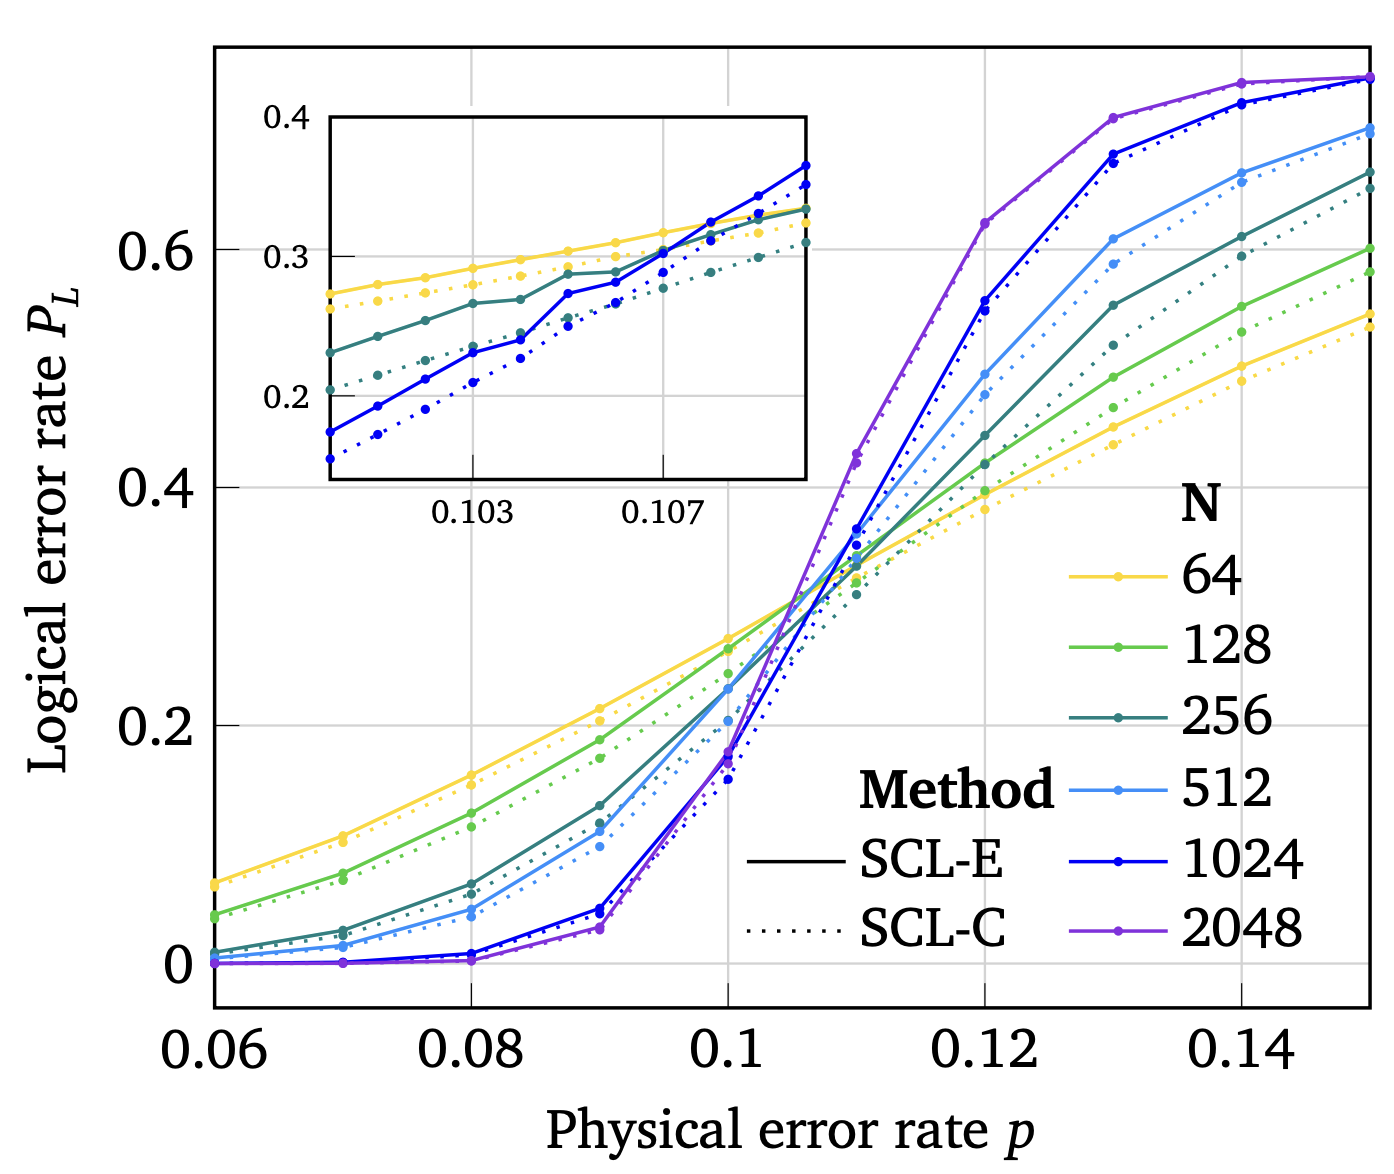 0.4
0.3
0.2
0.103 0.107
0.6
0.4
0.2
0
Logical error rate P_L
N
64
128
256
Method 512
SCL-E 1024
SCL-C 2048
0.06 0.08 0.1 0.12 0.14
Physical error rate p